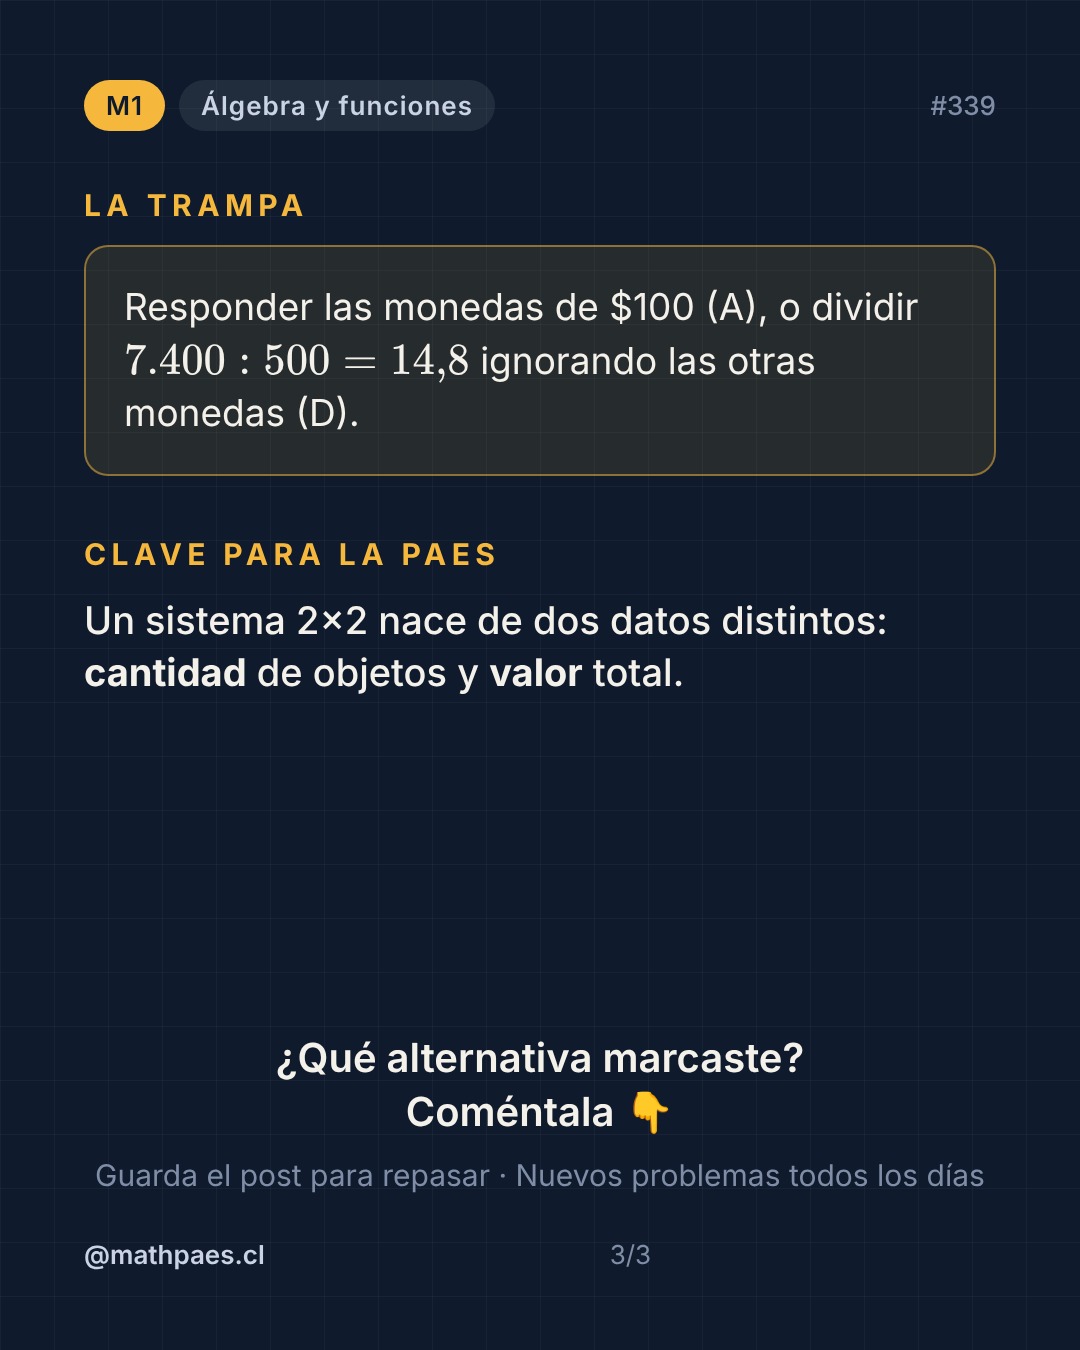 M1 Álgebra y funciones #339
LA TRAMPA
Responder las monedas de $100 (A), o dividir
7.400 : 500 = 14,8 ignorando las otras
monedas (D).
CLAVE PARA LA PAES
Un sistema 2×2 nace de dos datos distintos:
cantidad de objetos y valor total.
¿Qué alternativa marcaste?
Coméntala 👇
Guarda el post para repasar · Nuevos problemas todos los días
@mathpaes.cl 3/3